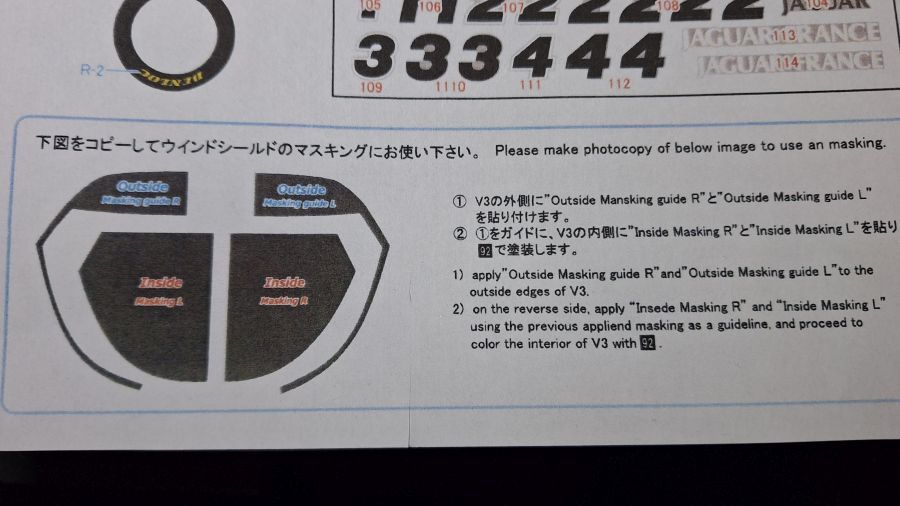 105 106 107 108 104
3 3 3 4 4 4
JAGUAR FRANCE
113
JAGUAR FRANCE
114
109 1110 111 112
R-2
下図をコピーしてウインドシールドのマスキングにお使い下さい。 Please make photocopy of below image to use an masking.
Outside
Masking guide R
Outside
Masking guide L
Inside
Masking L
Inside
Masking R
① V3の外側に"Outside Mansking guide R"と"Outside Masking guide L"
を貼り付けます。
② ①をガイドに、V3の内側に"Inside Masking R"と"Inside Masking L"を貼り
92で塗装します。
1) apply"Outside Masking guide R"and"Outside Masking guide L"to the
outside edges of V3.
2) on the reverse side, apply "Insede Masking R" and "Inside Masking L"
using the previous appliend masking as a guideline, and proceed to
color the interior of V3 with 92 .